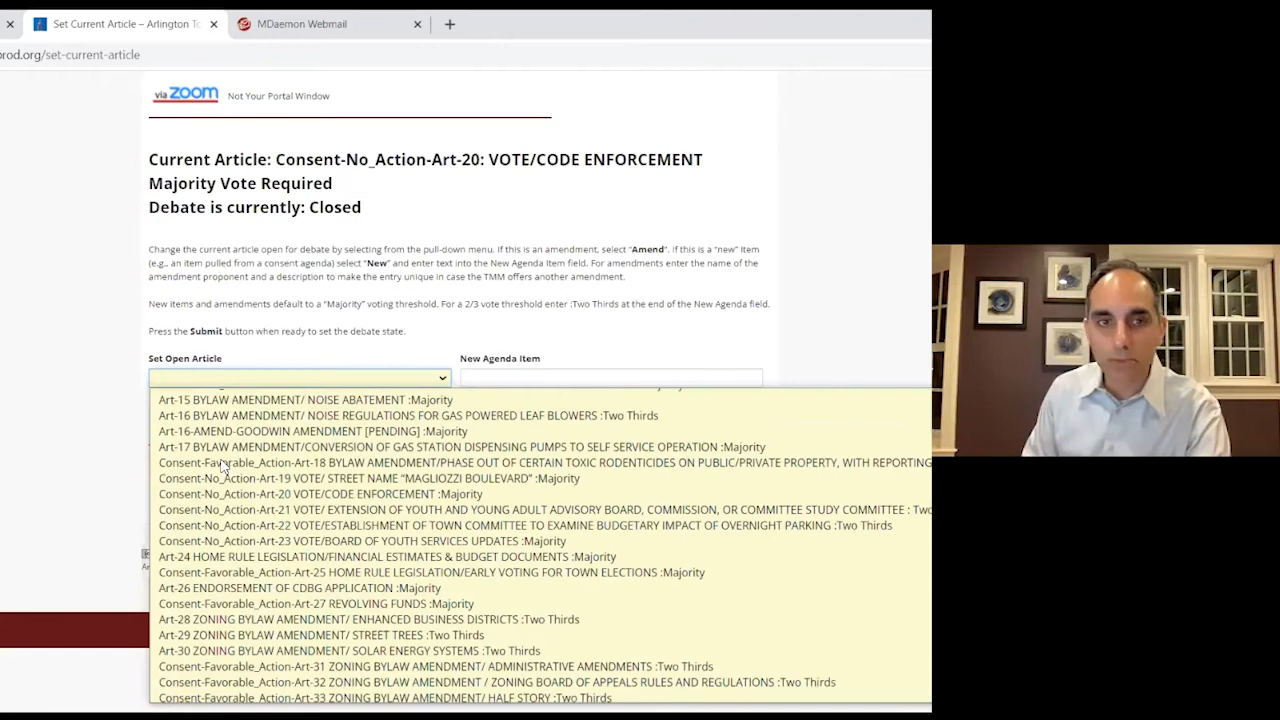 Set Current Article – Arlington To
MDaemon Webmail
prod.org/set-current-article
via zoom Not Your Portal Window
Current Article: Consent-No_Action-Art-20: VOTE/CODE ENFORCEMENT
Majority Vote Required
Debate is currently: Closed
Change the current article open for debate by selecting from the pull-down menu. If this is an amendment, select "Amend". If this is a "new" Item
(e.g., an item pulled from a consent agenda) select "New" and enter text into the New Agenda Item field. For amendments enter the name of the
amendment proponent and a description to make the entry unique in case the TMM offers another amendment.
New items and amendments default to a "Majority" voting threshold. For a 2/3 vote threshold enter :Two Thirds at the end of the New Agenda field.
Press the Submit button when ready to set the debate state.
Set Open Article New Agenda Item
Art-15 BYLAW AMENDMENT/ NOISE ABATEMENT :Majority
Art-16 BYLAW AMENDMENT/ NOISE REGULATIONS FOR GAS POWERED LEAF BLOWERS :Two Thirds
Art-16-AMEND-GOODWIN AMENDMENT [PENDING] :Majority
Art-17 BYLAW AMENDMENT/CONVERSION OF GAS STATION DISPENSING PUMPS TO SELF SERVICE OPERATION :Majority
Consent-Favorable_Action-Art-18 BYLAW AMENDMENT/PHASE OUT OF CERTAIN TOXIC RODENTICIDES ON PUBLIC/PRIVATE PROPERTY, WITH REPORTING
Consent-No_Action-Art-19 VOTE/ STREET NAME "MAGLIOZZI BOULEVARD" :Majority
Consent-No_Action-Art-20 VOTE/CODE ENFORCEMENT :Majority
Consent-No_Action-Art-21 VOTE/ EXTENSION OF YOUTH AND YOUNG ADULT ADVISORY BOARD, COMMISSION, OR COMMITTEE STUDY COMMITTEE : Two
Consent-No_Action-Art-22 VOTE/ESTABLISHMENT OF TOWN COMMITTEE TO EXAMINE BUDGETARY IMPACT OF OVERNIGHT PARKING :Two Thirds
Consent-No_Action-Art-23 VOTE/BOARD OF YOUTH SERVICES UPDATES :Majority
Art-24 HOME RULE LEGISLATION/FINANCIAL ESTIMATES & BUDGET DOCUMENTS :Majority
Consent-Favorable_Action-Art-25 HOME RULE LEGISLATION/EARLY VOTING FOR TOWN ELECTIONS :Majority
Art-26 ENDORSEMENT OF CDBG APPLICATION :Majority
Consent-Favorable_Action-Art-27 REVOLVING FUNDS :Majority
Art-28 ZONING BYLAW AMENDMENT/ ENHANCED BUSINESS DISTRICTS :Two Thirds
Art-29 ZONING BYLAW AMENDMENT/ STREET TREES :Two Thirds
Art-30 ZONING BYLAW AMENDMENT/ SOLAR ENERGY SYSTEMS :Two Thirds
Consent-Favorable_Action-Art-31 ZONING BYLAW AMENDMENT/ ADMINISTRATIVE AMENDMENTS :Two Thirds
Consent-Favorable_Action-Art-32 ZONING BYLAW AMENDMENT / ZONING BOARD OF APPEALS RULES AND REGULATIONS :Two Thirds
Consent-Favorable_Action-Art-33 ZONING BYLAW AMENDMENT/ HALF STORY :Two Thirds